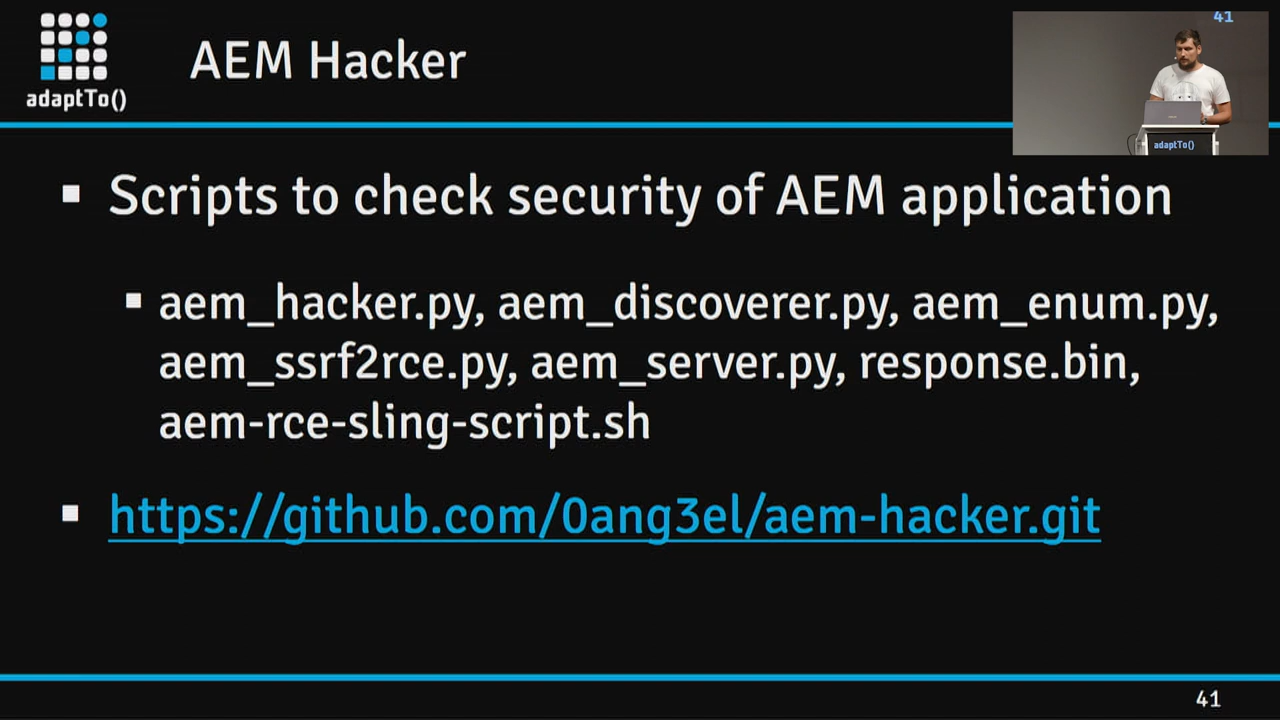 adaptTo()
AEM Hacker
41
adaptTo()
▪ Scripts to check security of AEM application
▪ aem_hacker.py, aem_discoverer.py, aem_enum.py,
aem_ssrf2rce.py, aem_server.py, response.bin,
aem-rce-sling-script.sh
▪ https://github.com/0ang3el/aem-hacker.git
41